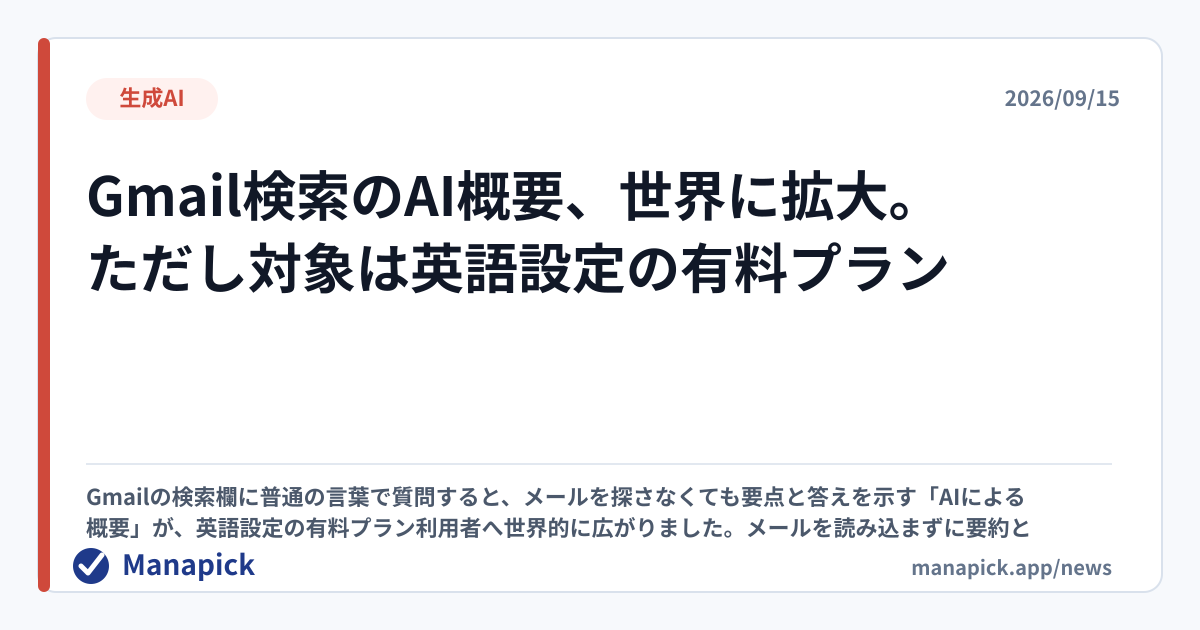 生成AI
2026/09/15
Gmail検索のAI概要、世界に拡大。
ただし対象は英語設定の有料プラン
Gmailの検索欄に普通の言葉で質問すると、メールを探さなくても要点と答えを示す「AIによる
概要」が、英語設定の有料プラン利用者へ世界的に広がりました。メールを読み込まずに要約と
Manapick
manapick.app/news